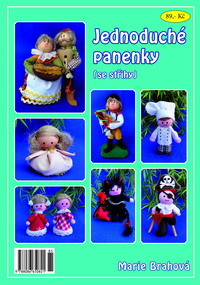 89,- Kč
Jednoduché
panenky
(se střihy)
Marie Brahová